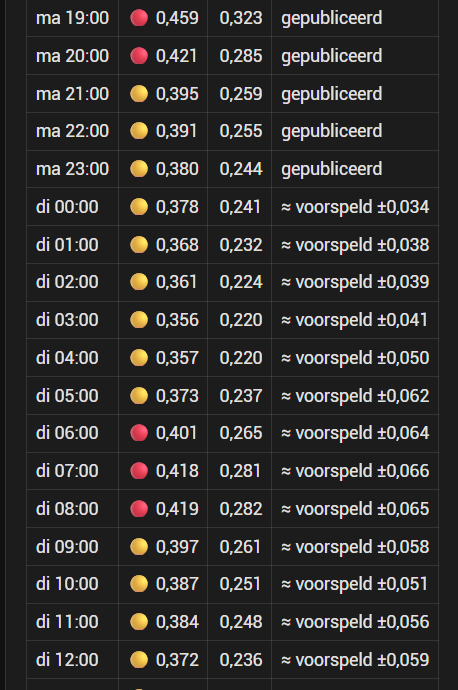 ma 19:00 🔴 0,459 0,323 gepubliceerd
ma 20:00 🔴 0,421 0,285 gepubliceerd
ma 21:00 🟡 0,395 0,259 gepubliceerd
ma 22:00 🟡 0,391 0,255 gepubliceerd
ma 23:00 🟡 0,380 0,244 gepubliceerd
di 00:00 🟡 0,378 0,241 ≈ voorspeld ±0,034
di 01:00 🟡 0,368 0,232 ≈ voorspeld ±0,038
di 02:00 🟡 0,361 0,224 ≈ voorspeld ±0,039
di 03:00 🟡 0,356 0,220 ≈ voorspeld ±0,041
di 04:00 🟡 0,357 0,220 ≈ voorspeld ±0,050
di 05:00 🟡 0,373 0,237 ≈ voorspeld ±0,062
di 06:00 🔴 0,401 0,265 ≈ voorspeld ±0,064
di 07:00 🔴 0,418 0,281 ≈ voorspeld ±0,066
di 08:00 🔴 0,419 0,282 ≈ voorspeld ±0,065
di 09:00 🟡 0,397 0,261 ≈ voorspeld ±0,058
di 10:00 🟡 0,387 0,251 ≈ voorspeld ±0,051
di 11:00 🟡 0,384 0,248 ≈ voorspeld ±0,056
di 12:00 🟡 0,372 0,236 ≈ voorspeld ±0,059